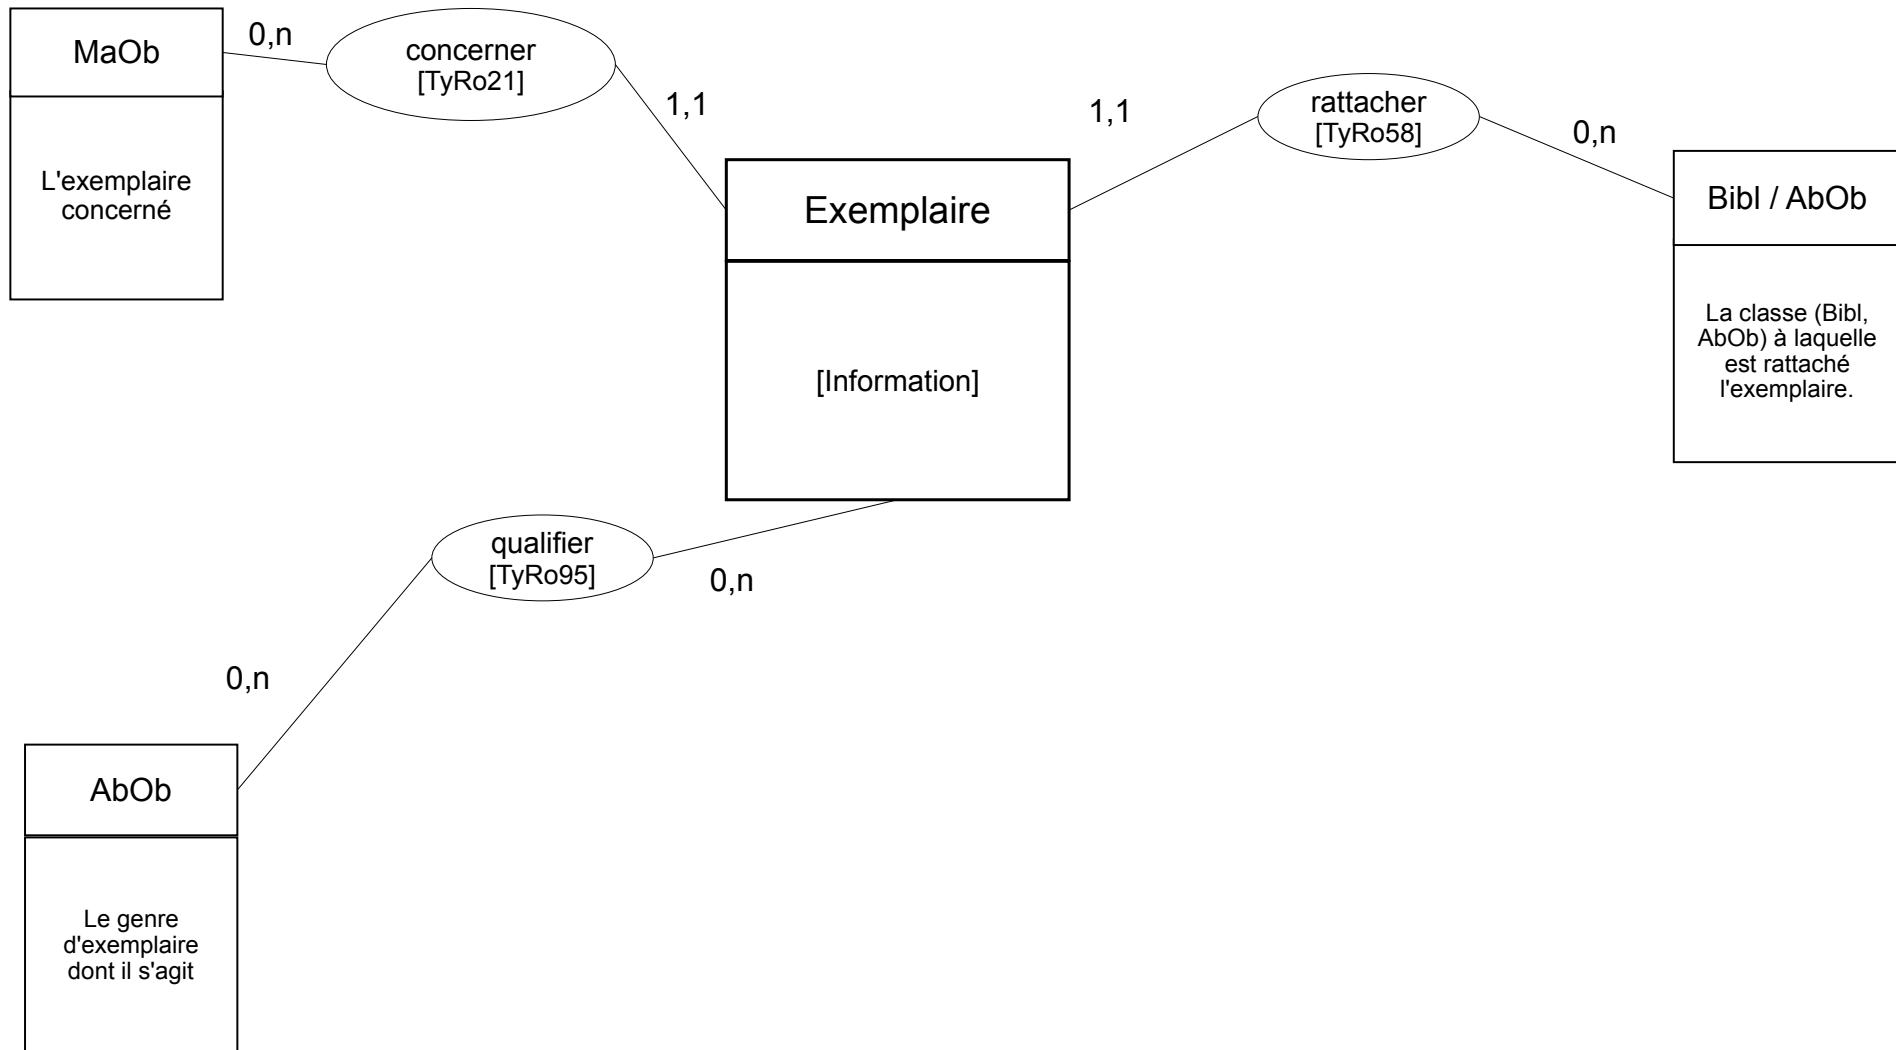 MaOb
0,n
concerner
[TyRo21]
1,1
L'exemplaire
concerné
Exemplaire
[Information]
1,1
rattacher
[TyRo58]
0,n
Bibl / AbOb
La classe (Bibl,
AbOb) à laquelle
est rattaché
l'exemplaire.
qualifier
[TyRo95]
0,n
0,n
AbOb
Le genre
d'exemplaire
dont il s'agit